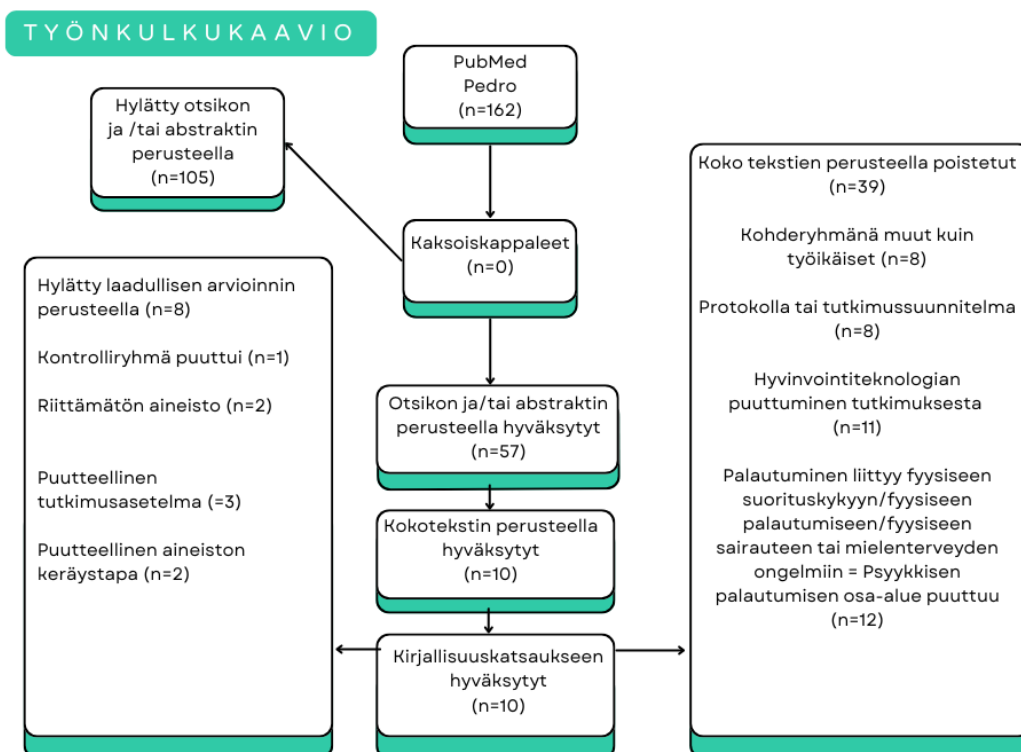 TYÖNKULKUKAAVIO
PubMed
Pedro
(n=162)
Hylätty otsikon
ja /tai abstraktin
perusteella
(n=105)
Kaksoiskappaleet
(n=0)
Otsikon ja/tai abstraktin
perusteella hyväksytyt
(n=57)
Kokotekstin perusteella
hyväksytyt
(n=10)
Kirjallisuuskatsaukseen
hyväksytyt
(n=10)
Hylätty laadullisen arvioinnin
perusteella (n=8)
Kontrolliryhmä puuttui (n=1)
Riittämätön aineisto (n=2)
Puutteellinen
tutkimusasetelma (=3)
Puutteellinen aineiston
keräystapa (n=2)
Koko tekstien perusteella poistetut
(n=39)
Kohderyhmänä muut kuin
työikäiset (n=8)
Protokolla tai tutkimussuunnitelma
(n=8)
Hyvinvointiteknologian
puuttuminen tutkimuksesta
(n=11)
Palautuminen liittyy fyysiseen
suorituskykyyn/fyysiseen
palautumiseen/fyysiseen
sairauteen tai mielenterveyden
ongelmiin = Psyykkisen
palautumisen osa-alue puuttuu
(n=12)